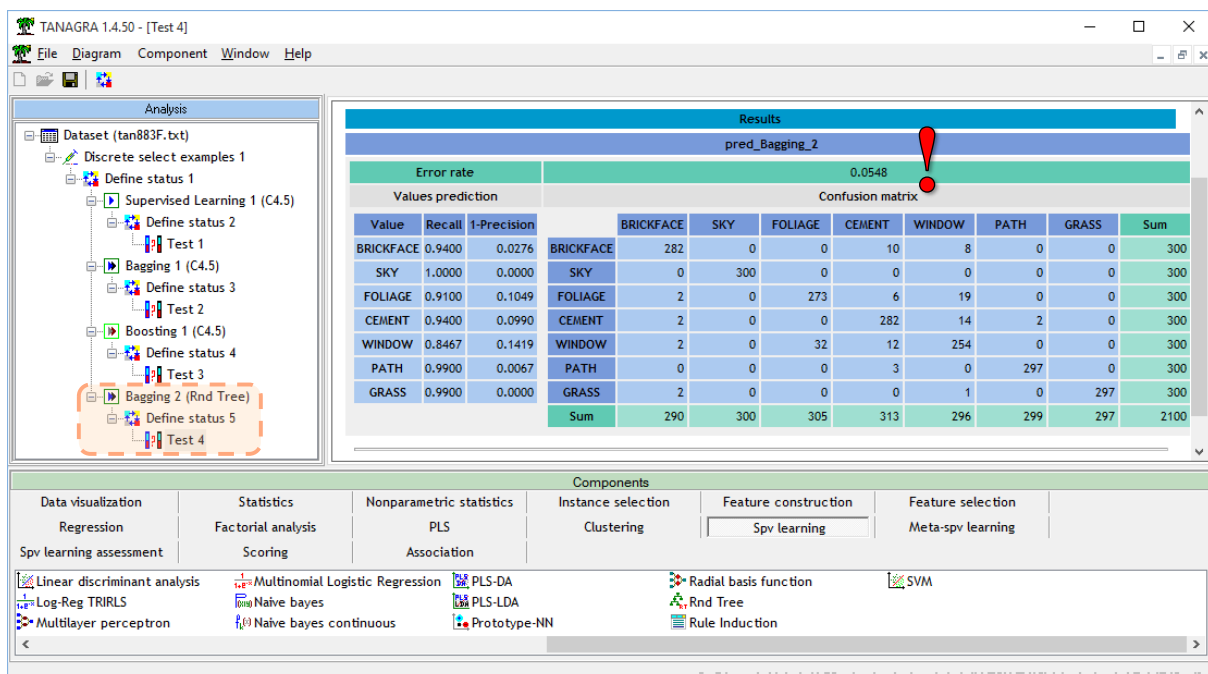 TANAGRA 1.4.50 - [Test 4]
File Diagram Component Window Help
Analysis
Dataset (tan883F.txt)
Discrete select examples 1
Define status 1
Supervised Learning 1 (C4.5)
Define status 2
Test 1
Bagging 1 (C4.5)
Define status 3
Test 2
Boosting 1 (C4.5)
Define status 4
Test 3
Bagging 2 (Rnd Tree)
Define status 5
Test 4
Results
pred_Bagging_2
Error rate 0.0548
Values prediction Confusion matrix
Value Recall 1-Precision BRICKFACE SKY FOLIAGE CEMENT WINDOW PATH GRASS Sum
BRICKFACE 0.9400 0.0276 BRICKFACE 282 0 0 10 8 0 0 300
SKY 1.0000 0.0000 SKY 0 300 0 0 0 0 0 300
FOLIAGE 0.9100 0.1049 FOLIAGE 2 0 273 6 19 0 0 300
CEMENT 0.9400 0.0990 CEMENT 2 0 0 282 14 2 0 300
WINDOW 0.8467 0.1419 WINDOW 2 0 32 12 254 0 0 300
PATH 0.9900 0.0067 PATH 0 0 0 3 0 297 0 300
GRASS 0.9900 0.0000 GRASS 2 0 0 0 1 0 297 300
Sum 290 300 305 313 296 299 297 2100
Components
Data visualization Statistics Nonparametric statistics Instance selection Feature construction Feature selection
Regression Factorial analysis PLS Clustering Spv learning Meta-spv learning
Spv learning assessment Scoring Association
Linear discriminant analysis Multinomial Logistic Regression PLS-DA Radial basis function SVM
Log-Reg TRIRLS Naive bayes PLS-LDA Rnd Tree
Multilayer perceptron Naive bayes continuous Prototype-NN Rule Induction